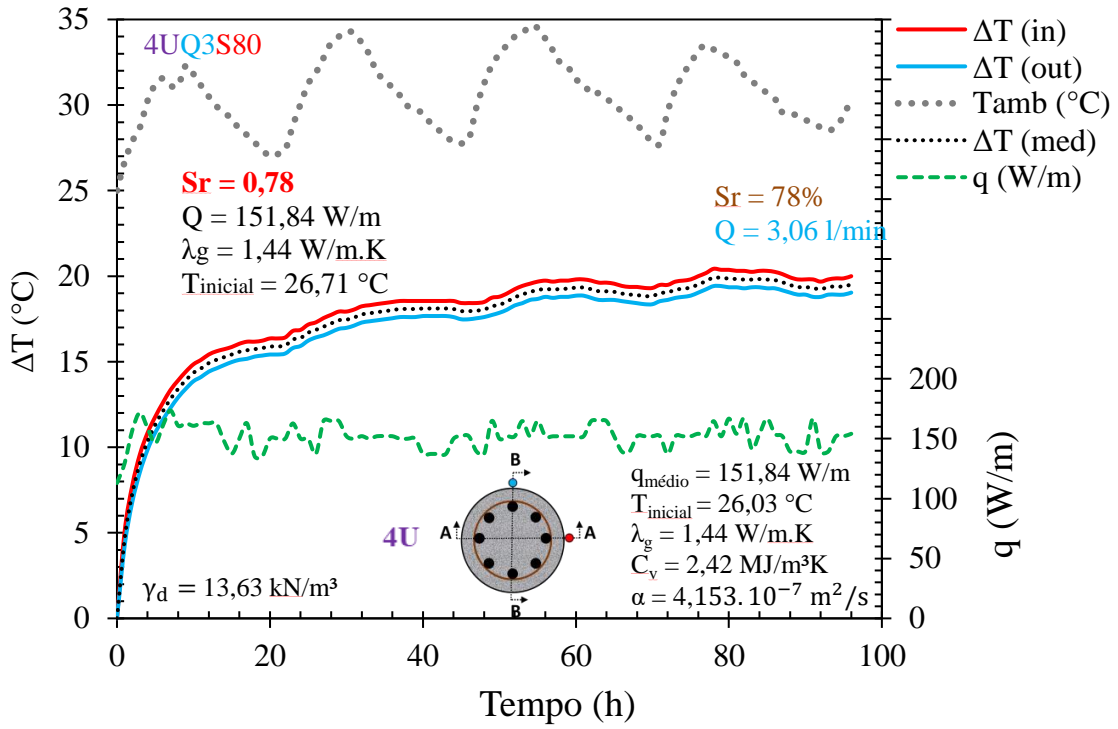 4UQ3S80
ΔT (in)
ΔT (out)
Tamb (°C)
ΔT (med)
q (W/m)
Sr = 0,78
Q = 151,84 W/m
λg = 1,44 W/m.K
Tinicial = 26,71 °C
Sr = 78%
Q = 3,06 l/min
qmédio = 151,84 W/m
Tinicial = 26,03 °C
λg = 1,44 W/m.K
Cv = 2,42 MJ/m³K
α = 4,153.10⁻⁷ m²/s
4U
B
A
A
B
γd = 13,63 kN/m³
ΔT (°C)
35
30
25
20
15
10
5
0
200
150
100
50
0
q (W/m)
0
20
40
60
80
100
Tempo (h)